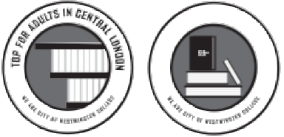 TOP FOR ADULTS IN CENTRAL LONDON
WE ARE CITY OF WESTMINSTER COLLEGE
WE ARE CITY OF WESTMINSTER COLLEGE